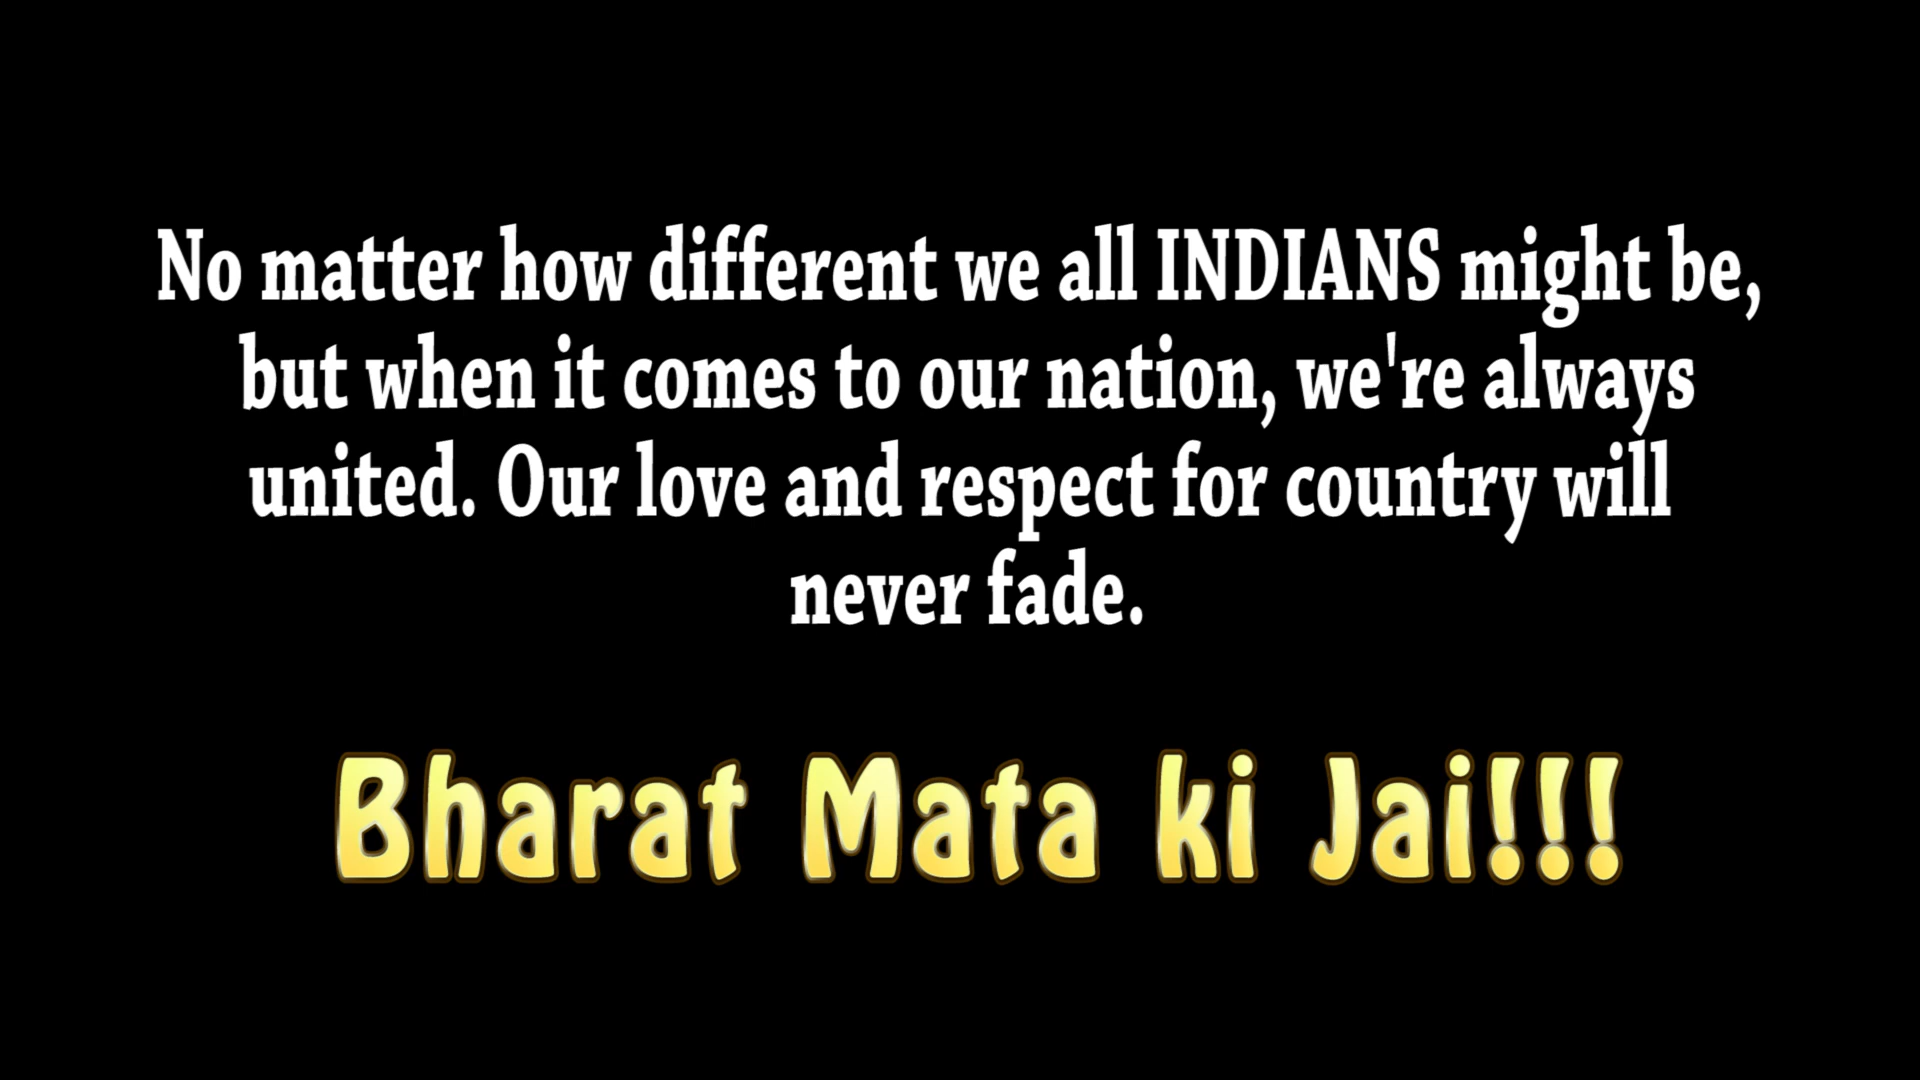 No matter how different we all INDIANS might be,
but when it comes to our nation, we're always
united. Our love and respect for country will
never fade.
Bharat Mata ki Jai!!!